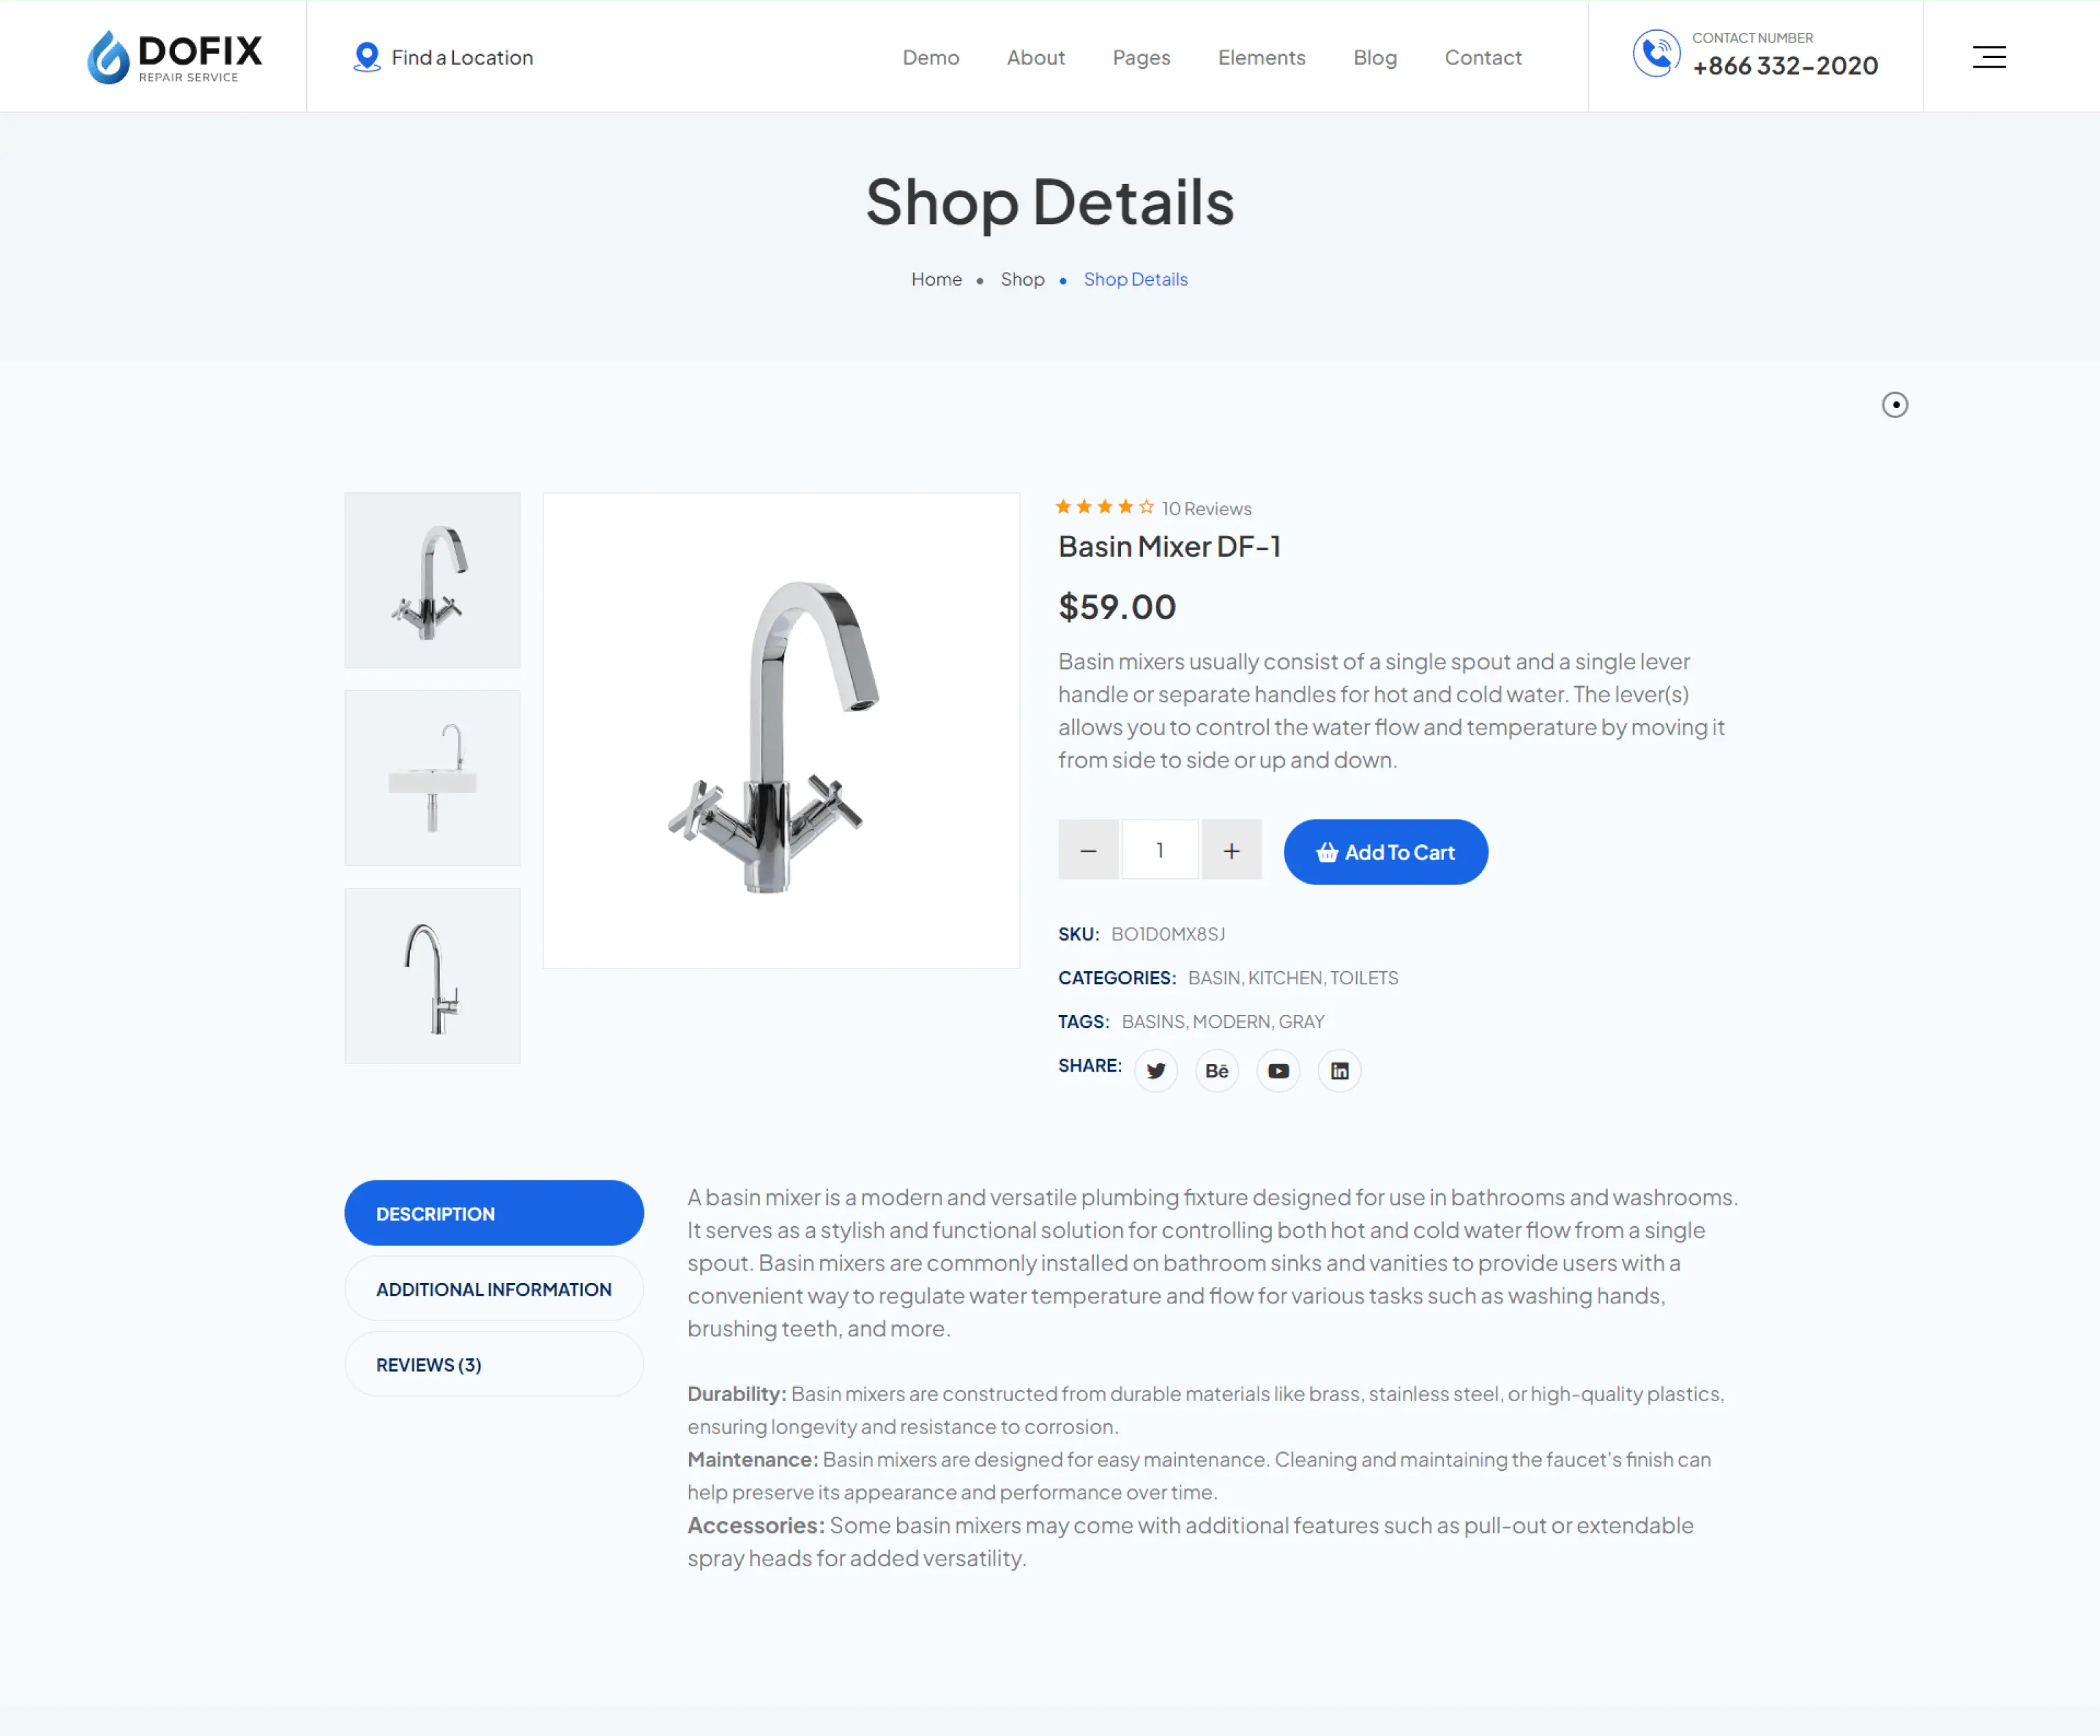 DOFIX
REPAIR SERVICE
Find a Location
Demo
About
Pages
Elements
Blog
Contact
CONTACT NUMBER
+866 332-2020
Shop Details
Home
Shop
Shop Details
10 Reviews
Basin Mixer DF-1
$59.00
Basin mixers usually consist of a single spout and a single lever
handle or separate handles for hot and cold water. The lever(s)
allows you to control the water flow and temperature by moving it
from side to side or up and down.
1
Add To Cart
SKU: BO1D0MX8SJ
CATEGORIES: BASIN, KITCHEN, TOILETS
TAGS: BASINS, MODERN, GRAY
SHARE:
Bē
in
DESCRIPTION
ADDITIONAL INFORMATION
REVIEWS (3)
A basin mixer is a modern and versatile plumbing fixture designed for use in bathrooms and washrooms.
It serves as a stylish and functional solution for controlling both hot and cold water flow from a single
spout. Basin mixers are commonly installed on bathroom sinks and vanities to provide users with a
convenient way to regulate water temperature and flow for various tasks such as washing hands,
brushing teeth, and more.
Durability: Basin mixers are constructed from durable materials like brass, stainless steel, or high-quality plastics,
ensuring longevity and resistance to corrosion.
Maintenance: Basin mixers are designed for easy maintenance. Cleaning and maintaining the faucet's finish can
help preserve its appearance and performance over time.
Accessories: Some basin mixers may come with additional features such as pull-out or extendable
spray heads for added versatility.